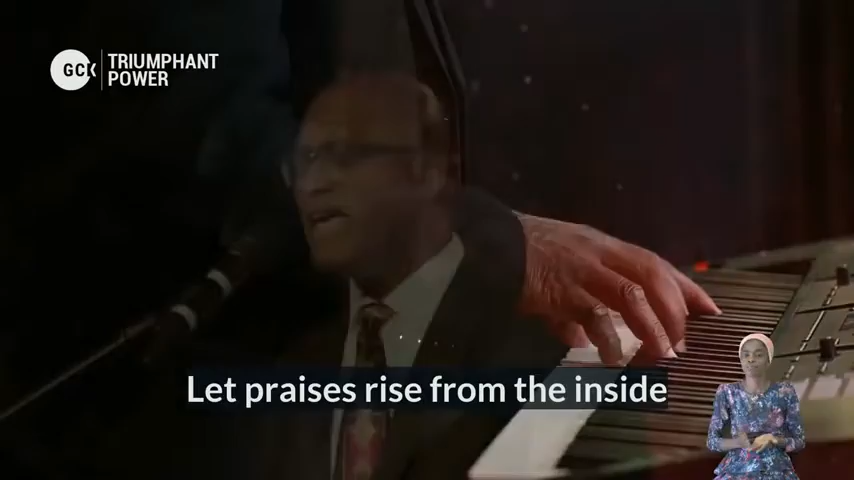 GCK
TRIUMPHANT
POWER
Let praises rise from the inside